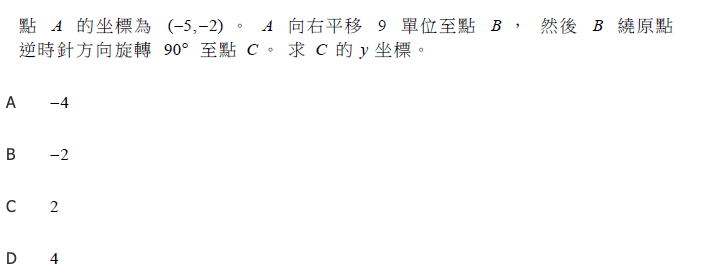 點 A 的坐標為 (−5,−2)。 A 向右平移 9 單位至點 B, 然後 B 繞原點
逆時針方向旋轉 90° 至點 C。 求 C 的 y 坐標。
A −4
B −2
C 2
D 4